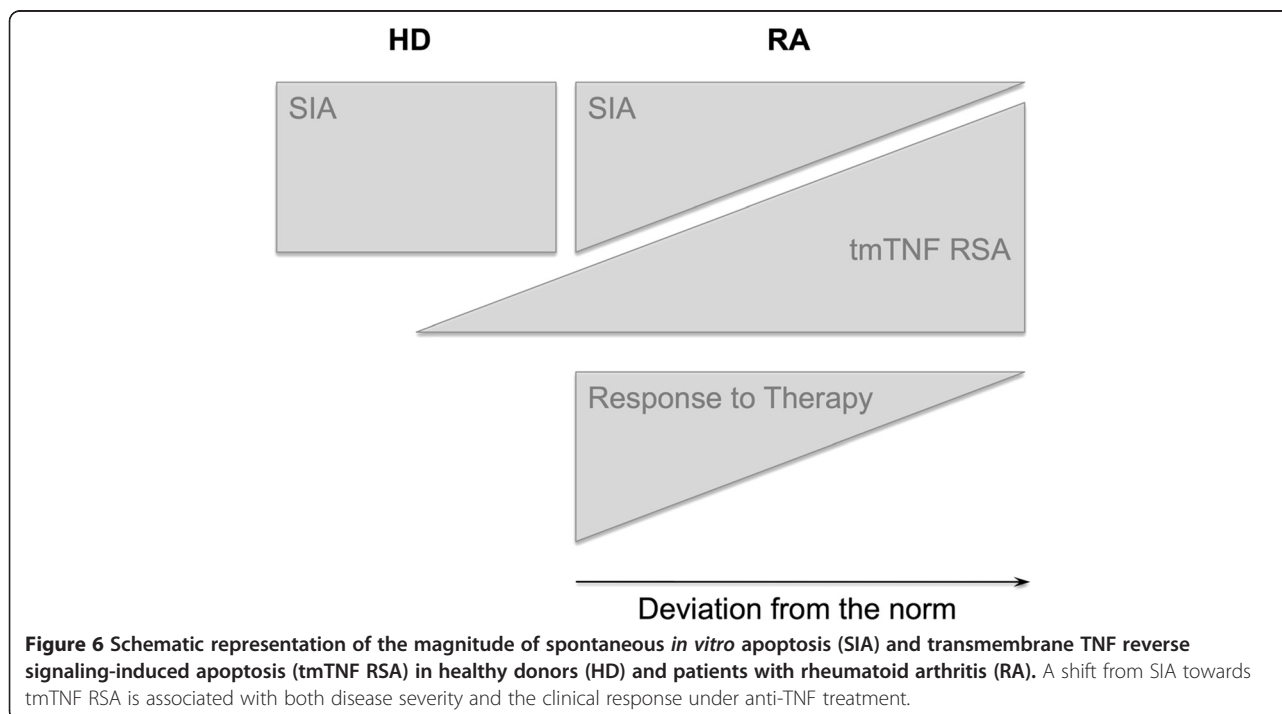 HD RA
SIA SIA
tmTNF RSA
Response to Therapy
Deviation from the norm
Figure 6 Schematic representation of the magnitude of spontaneous in vitro apoptosis (SIA) and transmembrane TNF reverse
signaling-induced apoptosis (tmTNF RSA) in healthy donors (HD) and patients with rheumatoid arthritis (RA). A shift from SIA towards
tmTNF RSA is associated with both disease severity and the clinical response under anti-TNF treatment.